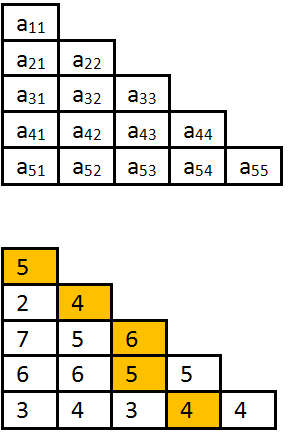 a₁₁
a₂₁ a₂₂
a₃₁ a₃₂ a₃₃
a₄₁ a₄₂ a₄₃ a₄₄
a₅₁ a₅₂ a₅₃ a₅₄ a₅₅
5
2 4
7 5 6
6 6 5 5
3 4 3 4 4